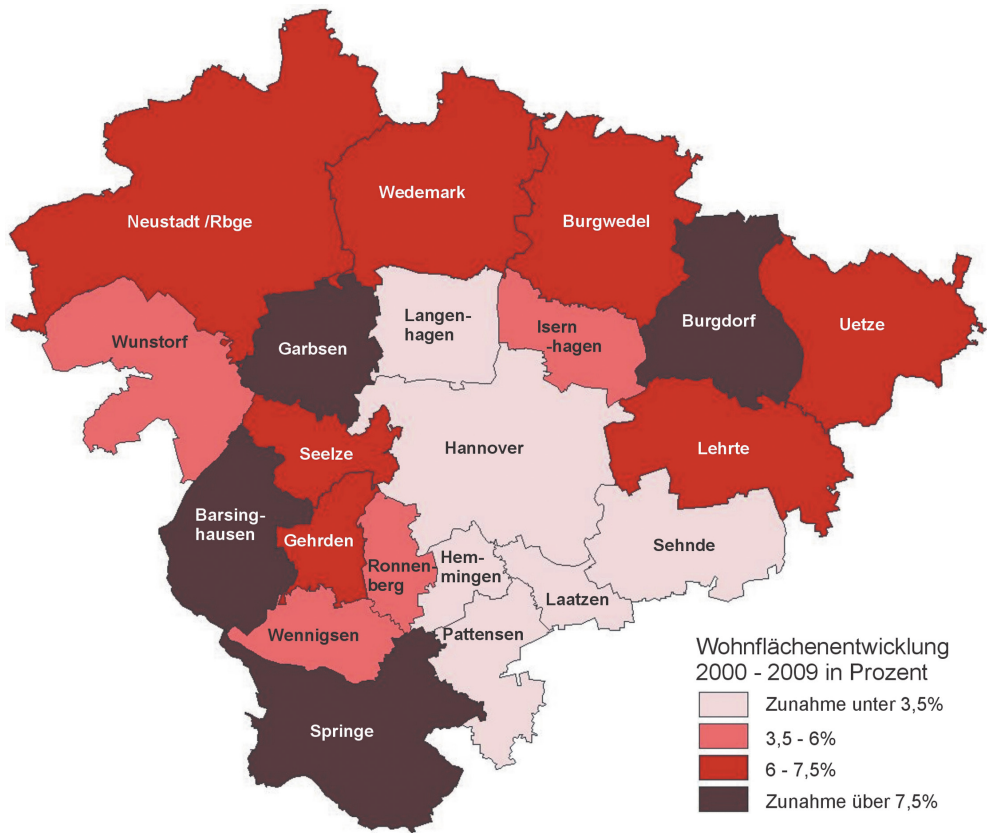 Wedemark
Neustadt /Rbge
Burgwedel
Langen-
hagen
Isern
-hagen
Burgdorf
Uetze
Wunstorf
Garbsen
Seelze
Hannover
Lehrte
Barsing-
hausen
Gehrden
Ronnen-
berg
Hem-
mingen
Sehnde
Laatzen
Wennigsen
Pattensen
Springe
Wohnflächenentwicklung
2000 - 2009 in Prozent
Zunahme unter 3,5%
3,5 - 6%
6 - 7,5%
Zunahme über 7,5%